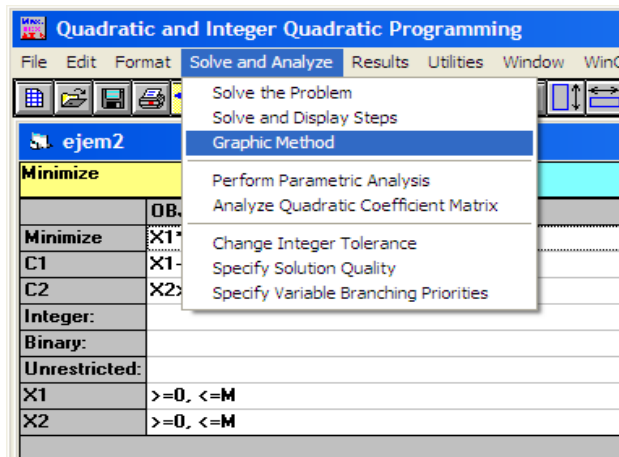 Quadratic and Integer Quadratic Programming
File Edit Format Solve and Analyze Results Utilities Window
ejem2
Solve the Problem
Solve and Display Steps
Graphic Method
Perform Parametric Analysis
Analyze Quadratic Coefficient Matrix
Change Integer Tolerance
Specify Solution Quality
Specify Variable Branching Priorities
Minimize
Minimize
C1
C2
Integer:
Binary:
Unrestricted:
X1 >=0, <=M
X2 >=0, <=M